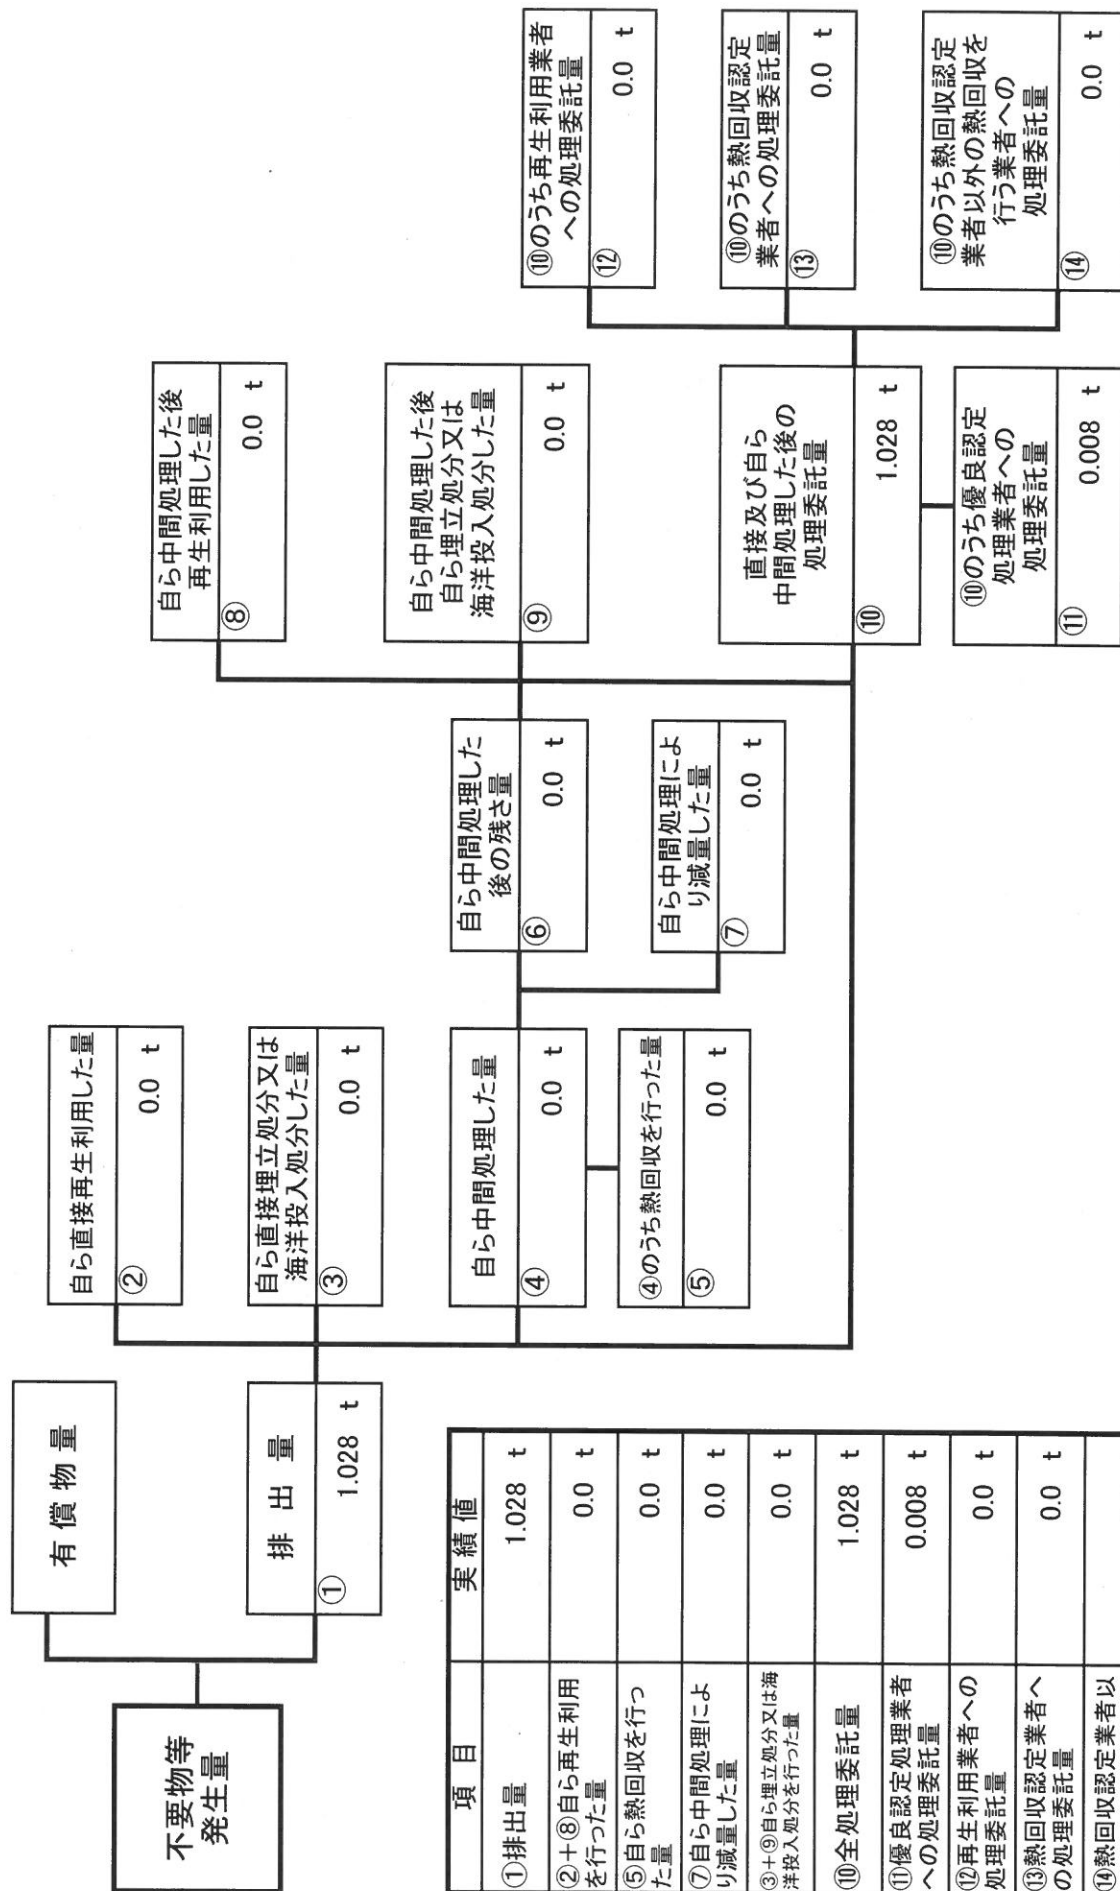 不要物等
発生量
有償物量
排出量
①
1.028 t
自ら直接再生利用した量
②
0.0 t
自ら直接埋立処分又は
海洋投入処分した量
③
0.0 t
自ら中間処理した量
④
0.0 t
④のうち熱回収を行った量
⑤
0.0 t
自ら中間処理した
後の残さ量
⑥
0.0 t
自ら中間処理によ
り減量した量
⑦
0.0 t
自ら中間処理した後
再生利用した量
⑧
0.0 t
自ら中間処理した後
自ら埋立処分又は
海洋投入処分した量
⑨
0.0 t
直接及び自ら
中間処理した後の
処理委託量
⑩
1.028 t
⑩のうち優良認定
処理業者への
処理委託量
⑪
0.008 t
⑩のうち再生利用業者
への処理委託量
⑫
0.0 t
⑩のうち熱回収認定
業者への処理委託量
⑬
0.0 t
⑩のうち熱回収認定
業者以外の熱回収を
行う業者への
処理委託量
⑭
0.0 t
項目 実績値
①排出量 1.028 t
②+⑧自ら再生利用
を行った量 0.0 t
⑤自ら熱回収を行っ
た量 0.0 t
⑦自ら中間処理によ
り減量した量 0.0 t
③+⑨自ら埋立処分又は海
洋投入処分を行った量 0.0 t
⑩全処理委託量 1.028 t
⑪優良認定処理業者
への処理委託量 0.008 t
⑫再生利用業者への
処理委託量 0.0 t
⑬熱回収認定業者へ
の処理委託量 0.0 t
⑭熱回収認定業者以